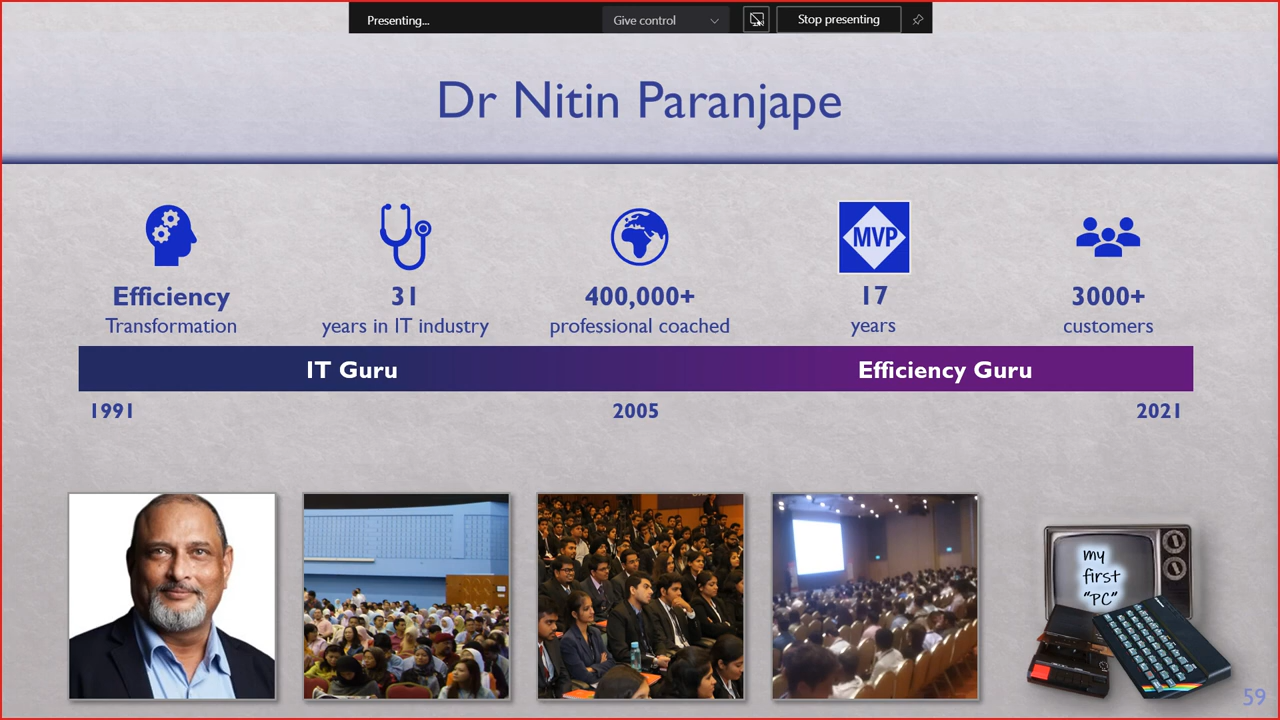 Presenting...
Give control
Stop presenting
Dr Nitin Paranjape
Efficiency
Transformation
31
years in IT industry
400,000+
professional coached
MVP
17
years
3000+
customers
IT Guru
Efficiency Guru
1991
2005
2021
my
first
"PC"
59